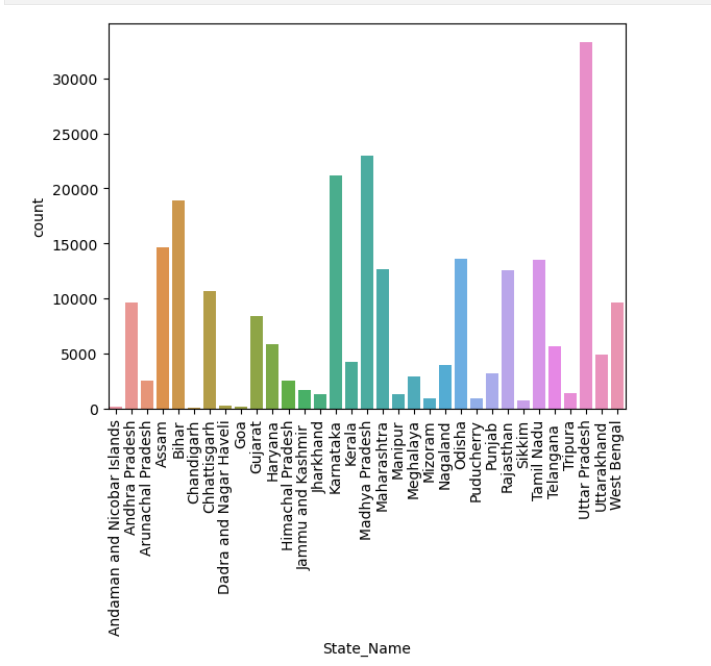 30000
25000
20000
15000
10000
5000
0
count
Andaman and Nicobar Islands
Andhra Pradesh
Arunachal Pradesh
Assam
Bihar
Chandigarh
Chhattisgarh
Dadra and Nagar Haveli
Goa
Gujarat
Haryana
Himachal Pradesh
Jammu and Kashmir
Jharkhand
Karnataka
Kerala
Madhya Pradesh
Maharashtra
Manipur
Meghalaya
Mizoram
Nagaland
Odisha
Puducherry
Punjab
Rajasthan
Sikkim
Tamil Nadu
Telangana
Tripura
Uttar Pradesh
Uttarakhand
West Bengal
State_Name